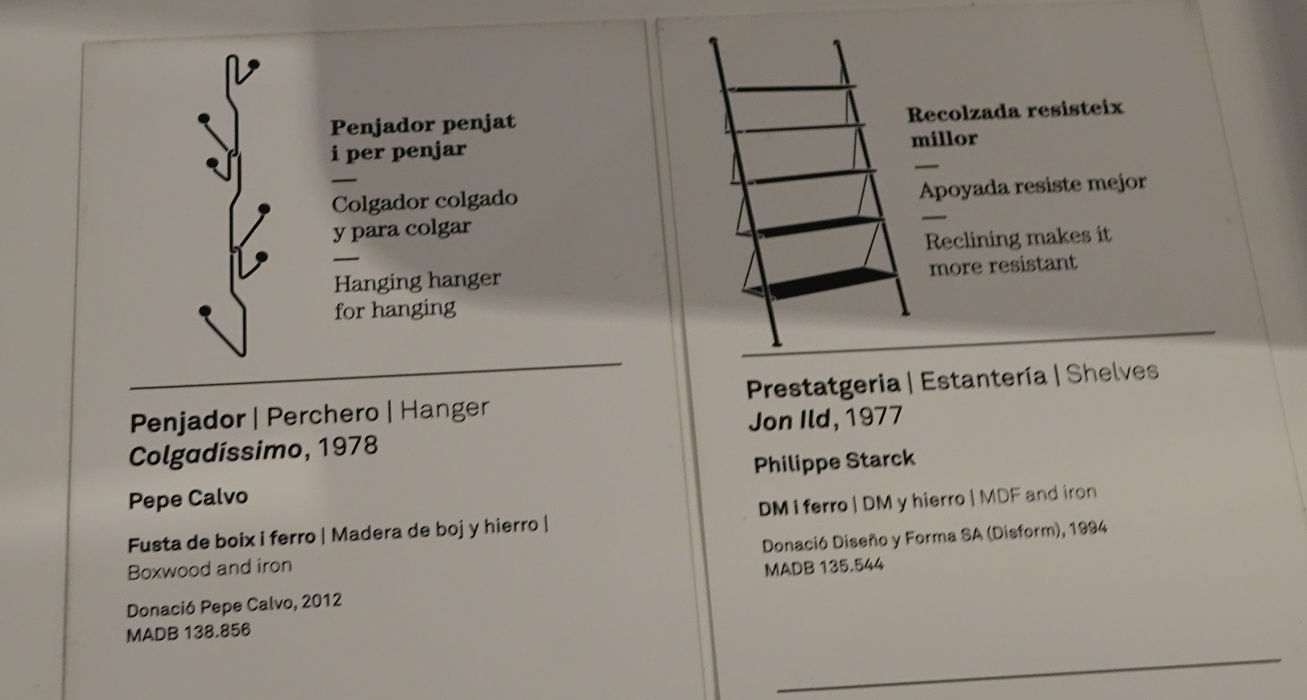 Penjador penjat
i per penjar
—
Colgador colgado
y para colgar
—
Hanging hanger
for hanging
Penjador | Perchero | Hanger
Colgadíssimo, 1978
Pepe Calvo
Fusta de boix i ferro | Madera de boj y hierro |
Boxwood and iron
Donació Pepe Calvo, 2012
MADB 138.856
Recolzada resisteix
millor
—
Apoyada resiste mejor
—
Reclining makes it
more resistant
Prestatgeria | Estantería | Shelves
Jon Ild, 1977
Philippe Starck
DM i ferro | DM y hierro | MDF and iron
Donació Diseño y Forma SA (Disform), 1994
MADB 135.544